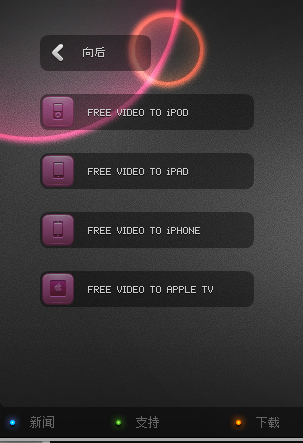 向后
FREE VIDEO TO iPOD
FREE VIDEO TO iPAD
FREE VIDEO TO iPHONE
FREE VIDEO TO APPLE TV
新闻 支持 下载